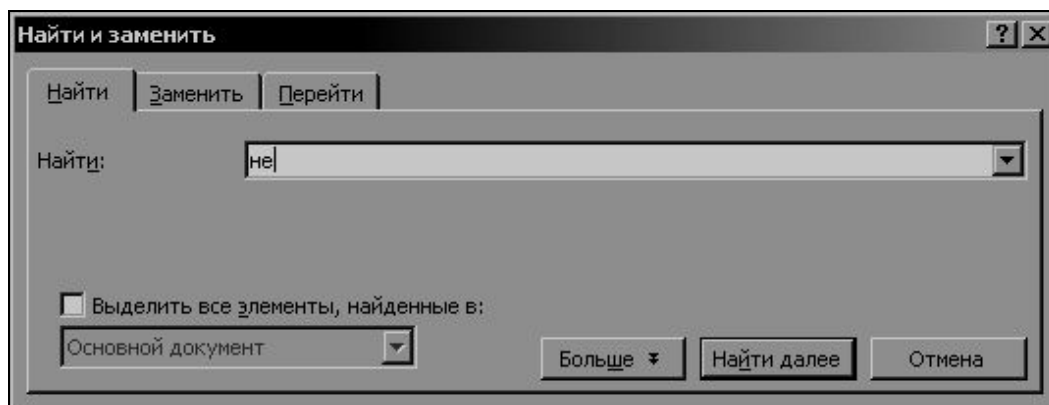 Найти и заменить
Найти Заменить Перейти
Найти: не
Выделить все элементы, найденные в:
Основной документ
Больше Найти далее Отмена